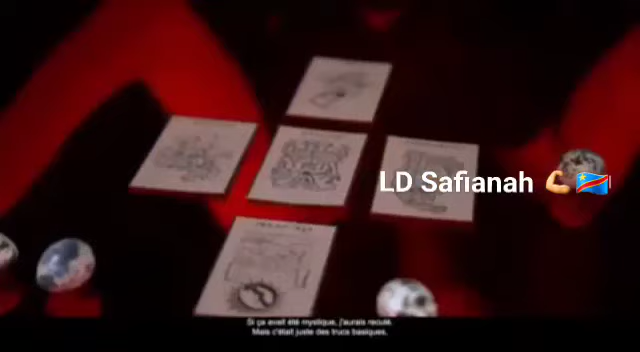 LD Safianah 💪🇨🇩
Si ça avait été mystique, j'aurais reculé.
Mais c'était juste des trucs basiques.